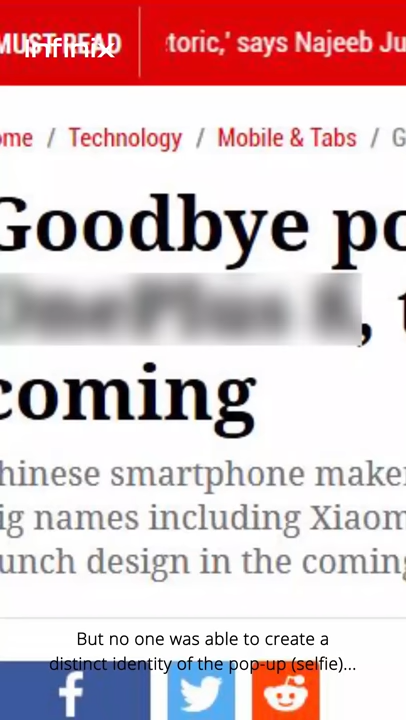 MUST READ
toric,' says Najeeb Ju
Infinix
ome / Technology / Mobile & Tabs / G
Goodbye po
, t
coming
hinese smartphone maker
ig names including Xiaom
unch design in the coming
But no one was able to create a
distinct identity of the pop-up (selfie)...